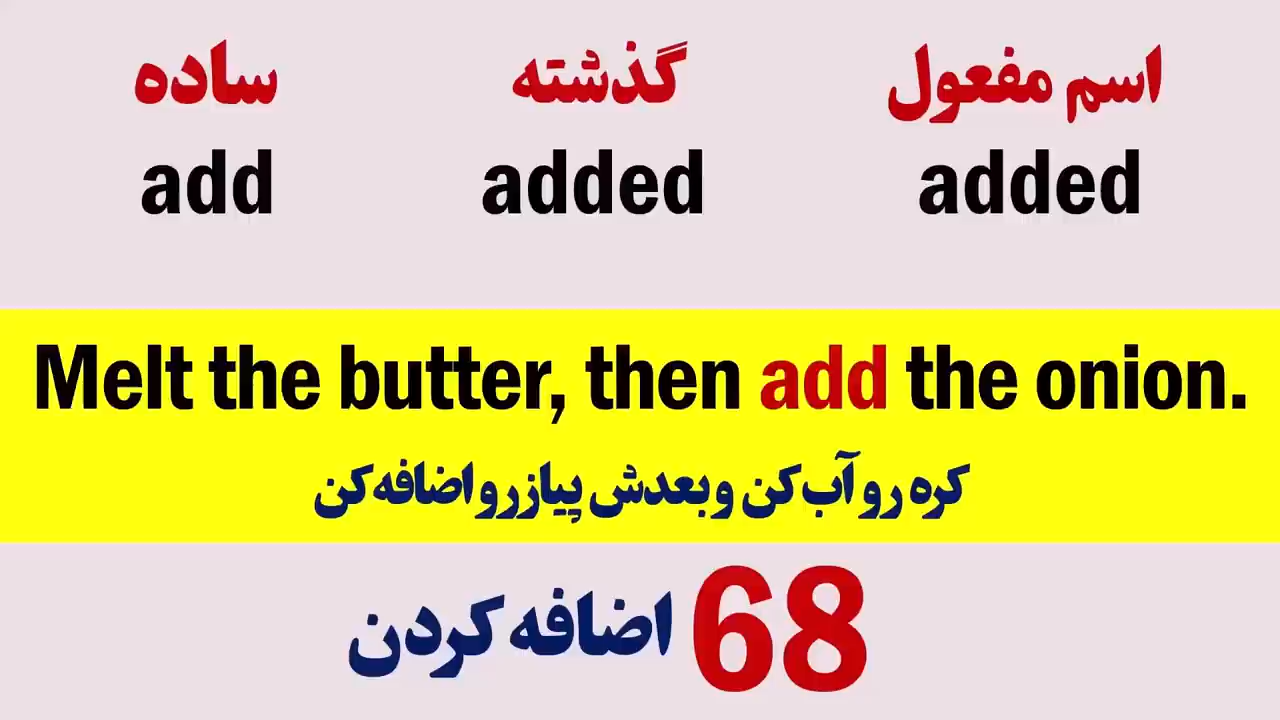 ساده گذشته اسم مفعول
add added added
Melt the butter, then add the onion.
کره رو آب کن و بعدش پیاز رو اضافه کن
68 اضافه کردن